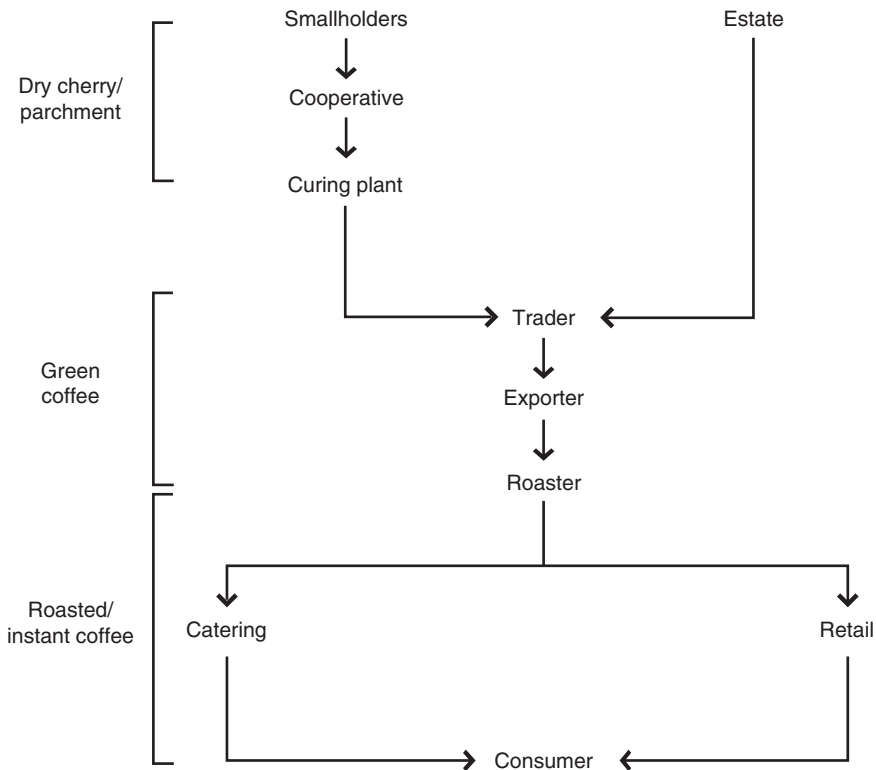 Smallholders
Estate
Dry cherry/
parchment
Cooperative
Curing plant
Trader
Green
coffee
Exporter
Roaster
Roasted/
instant coffee
Catering
Retail
Consumer